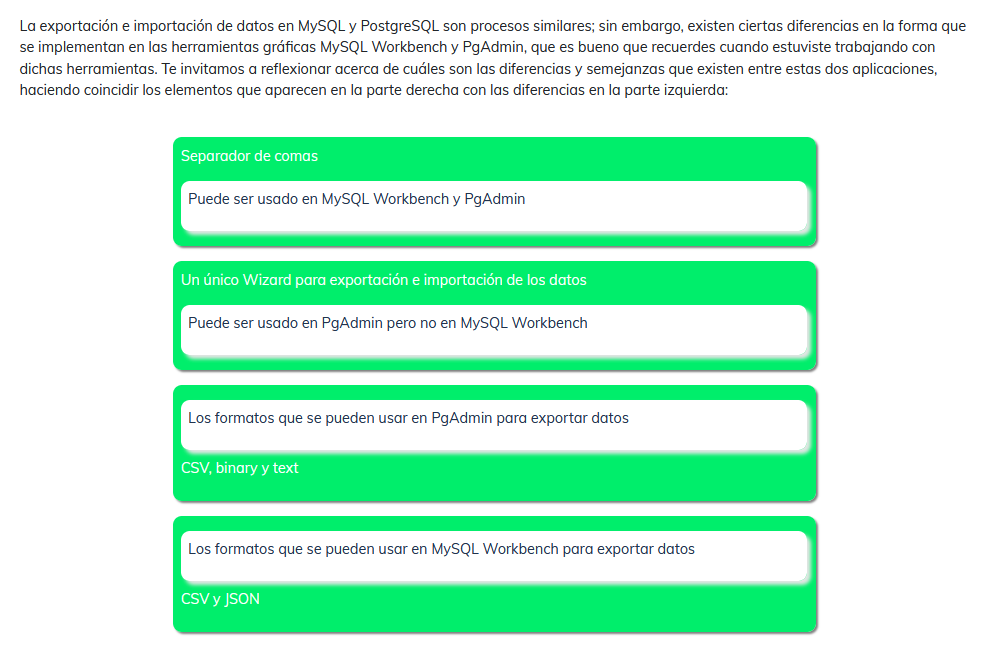 La exportación e importación de datos en MySQL y PostgreSQL son procesos similares; sin embargo, existen ciertas diferencias en la forma que
se implementan en las herramientas gráficas MySQL Workbench y PgAdmin, que es bueno que recuerdes cuando estuviste trabajando con
dichas herramientas. Te invitamos a reflexionar acerca de cuáles son las diferencias y semejanzas que existen entre estas dos aplicaciones,
haciendo coincidir los elementos que aparecen en la parte derecha con las diferencias en la parte izquierda:
Separador de comas
Puede ser usado en MySQL Workbench y PgAdmin
Un único Wizard para exportación e importación de los datos
Puede ser usado en PgAdmin pero no en MySQL Workbench
Los formatos que se pueden usar en PgAdmin para exportar datos
CSV, binary y text
Los formatos que se pueden usar en MySQL Workbench para exportar datos
CSV y JSON